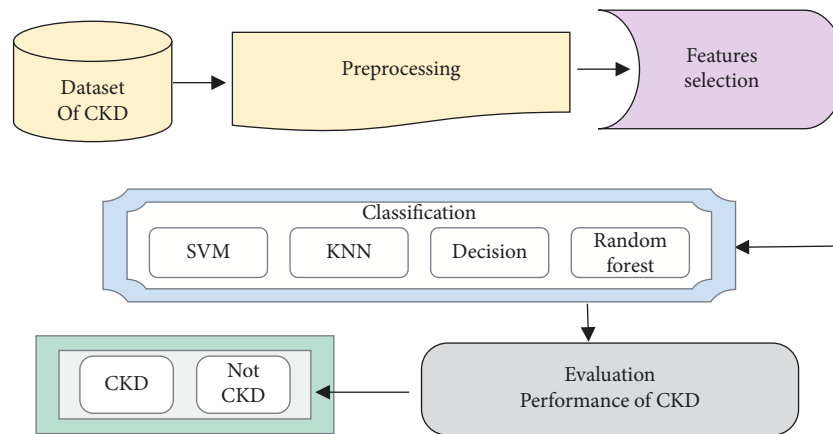 Dataset
Of CKD
Preprocessing
Features
selection
Classification
SVM
KNN
Decision
Random
forest
Evaluation
Performance of CKD
CKD
Not
CKD